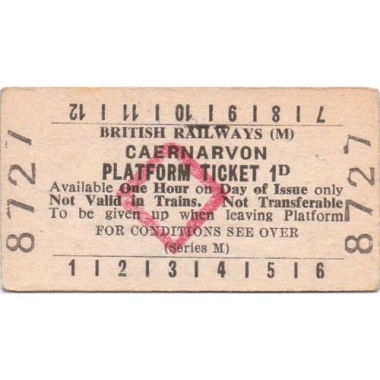 12 | 11 | 10 | 9 | 8 | 7
BRITISH RAILWAYS (M)
CAERNARVON
PLATFORM TICKET 1D
Available One Hour on Day of Issue only
Not Valid in Trains. Not Transferable
To be given up when leaving Platform
FOR CONDITIONS SEE OVER
(Series M)
1 | 2 | 3 | 4 | 5 | 6
8727
8727